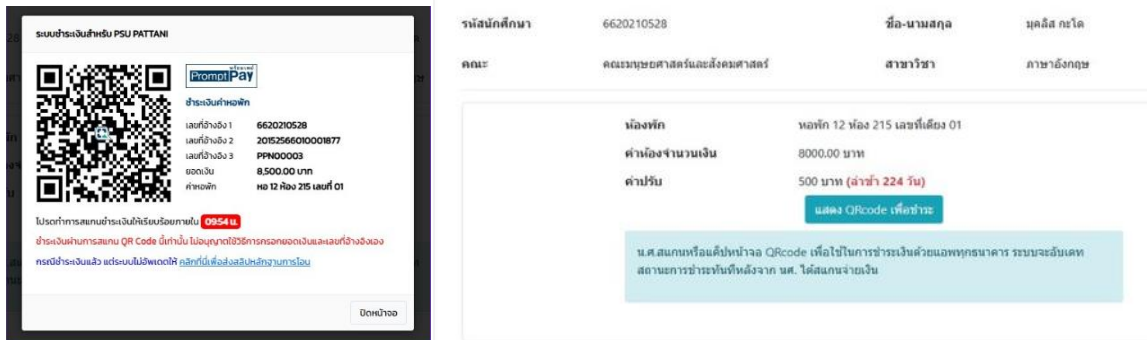 ระบบชำระเงินสำหรับ PSU PATTANI
พร้อมเพย์
PromptPay
ชำระเงินค่าหอพัก
เลขที่อ้างอิง 1 6620210528
เลขที่อ้างอิง 2 20152566010001877
เลขที่อ้างอิง 3 PPN00003
ยอดเงิน 8,500.00 บาท
ค่าหอพัก หอ 12 ห้อง 215 เลขที่ 01
โปรดทำการสแกนชำระเงินให้เรียบร้อยภายใน 09:54 น.
ชำระเงินผ่านการสแกน QR Code นี้เท่านั้น ไม่อนุญาตใช้วิธีการกรอกยอดเงินและเลขที่อ้างอิงเอง
กรณีชำระเงินแล้ว แต่ระบบไม่อัพเดตให้ คลิกที่นี่เพื่อส่งสลิปหลักฐานการโอน
ปิดหน้าจอ
รหัสนักศึกษา 6620210528 ชื่อ-นามสกุล มุคลิส กะโด
คณะ คณะมนุษยศาสตร์และสังคมศาสตร์ สาขาวิชา ภาษาอังกฤษ
ห้องพัก หอพัก 12 ห้อง 215 เลขที่เตียง 01
ค่าห้องจำนวนเงิน 8000.00 บาท
ค่าปรับ 500 บาท (ล่าช้า 224 วัน)
แสดง QRcode เพื่อชำระ
น.ศ.สแกนหรือแค็ปหน้าจอ QRcode เพื่อใช้ในการชำระเงินด้วยแอพทุกธนาคาร ระบบจะอัปเดท
สถานะการชำระทันทีหลังจาก นศ. ได้สแกนจ่ายเงิน